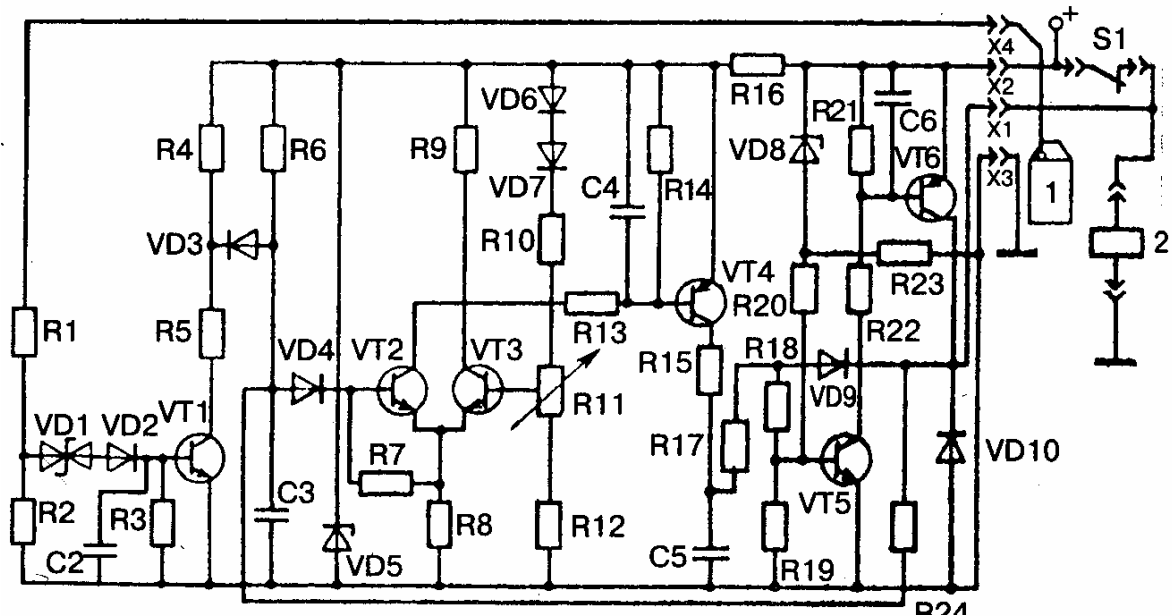 +
X4
S1
X2
R16
VD6
R21
C6
X1
R4
R6
R9
VD8
VT6
X3
VD7
C4
R14
1
R10
VD3
2
VT4
R23
R20
R13
R1
R5
VD4
VT2
VT3
R15
R18
R22
R11
VD9
VD1
VD2
VT1
R17
VD10
R7
C3
VT5
R2
R3
R8
R12
C2
VD5
C5
R19
R24